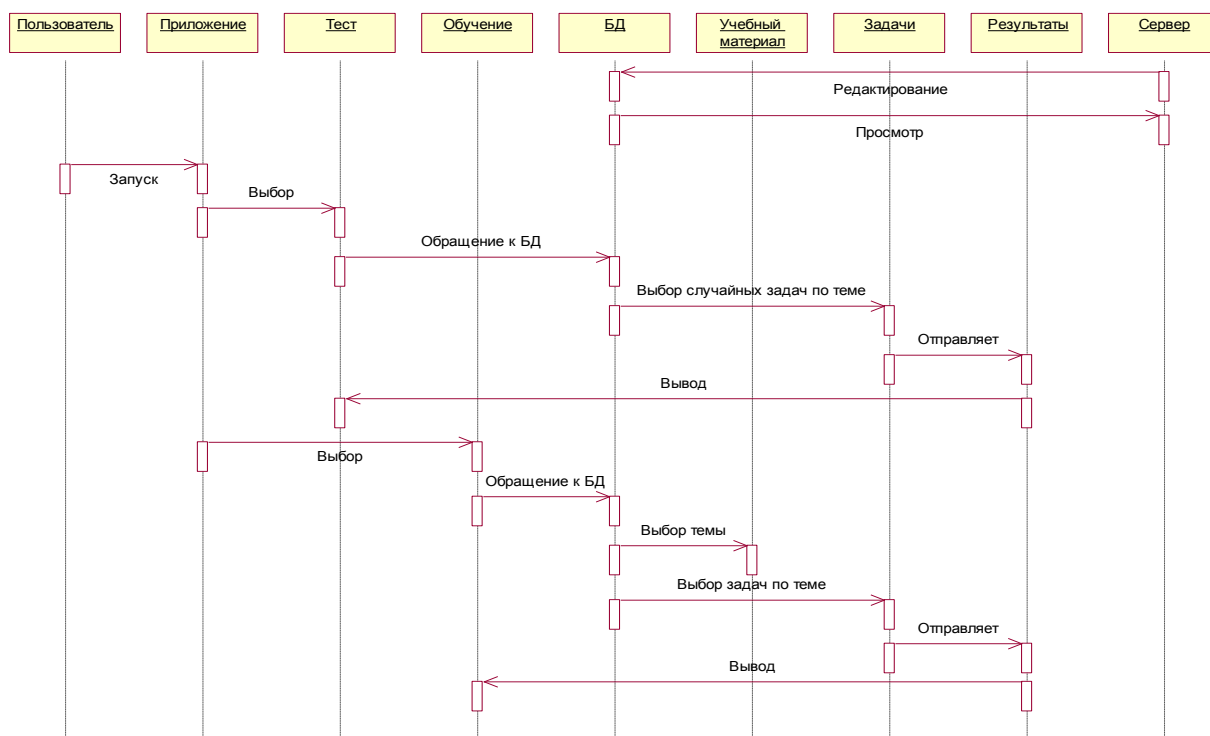 Пользователь
Приложение
Тест
Обучение
БД
Учебный
материал
Задачи
Результаты
Сервер
Редактирование
Просмотр
Запуск
Выбор
Обращение к БД
Выбор случайных задач по теме
Отправляет
Вывод
Выбор
Обращение к БД
Выбор темы
Выбор задач по теме
Отправляет
Вывод